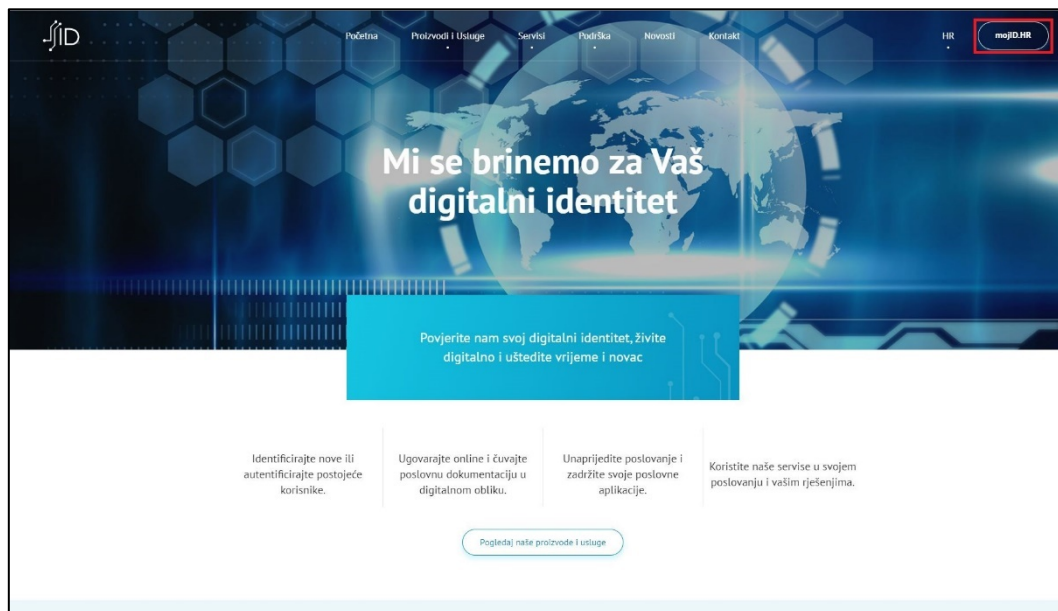 ID
Početna
Proizvodi i Usluge
Servisi
Podrška
Novosti
Kontakt
HR
mojID.HR
Mi se brinemo za Vaš
digitalni identitet
Povjerite nam svoj digitalni identitet, živite
digitalno i uštedite vrijeme i novac
Identificirajte nove ili
autentificirajte postojeće
korisnike.
Ugovarajte online i čuvajte
poslovnu dokumentaciju u
digitalnom obliku.
Unaprijedite poslovanje i
zadržite svoje poslovne
aplikacije.
Koristite naše servise u svojem
poslovanju i vašim rješenjima.
Pogledaj naše proizvode i usluge